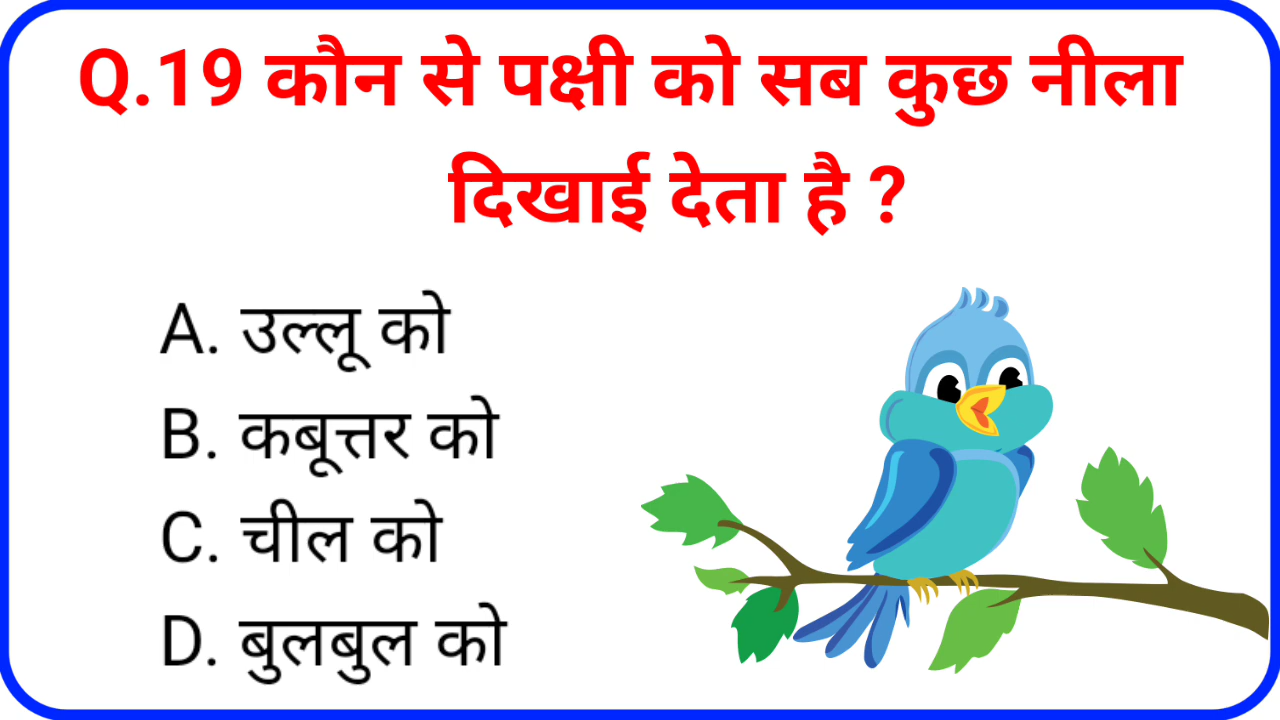 Q.19 कौन से पक्षी को सब कुछ नीला
दिखाई देता है ?
A. उल्लू को
B. कबूत्तर को
C. चील को
D. बुलबुल को